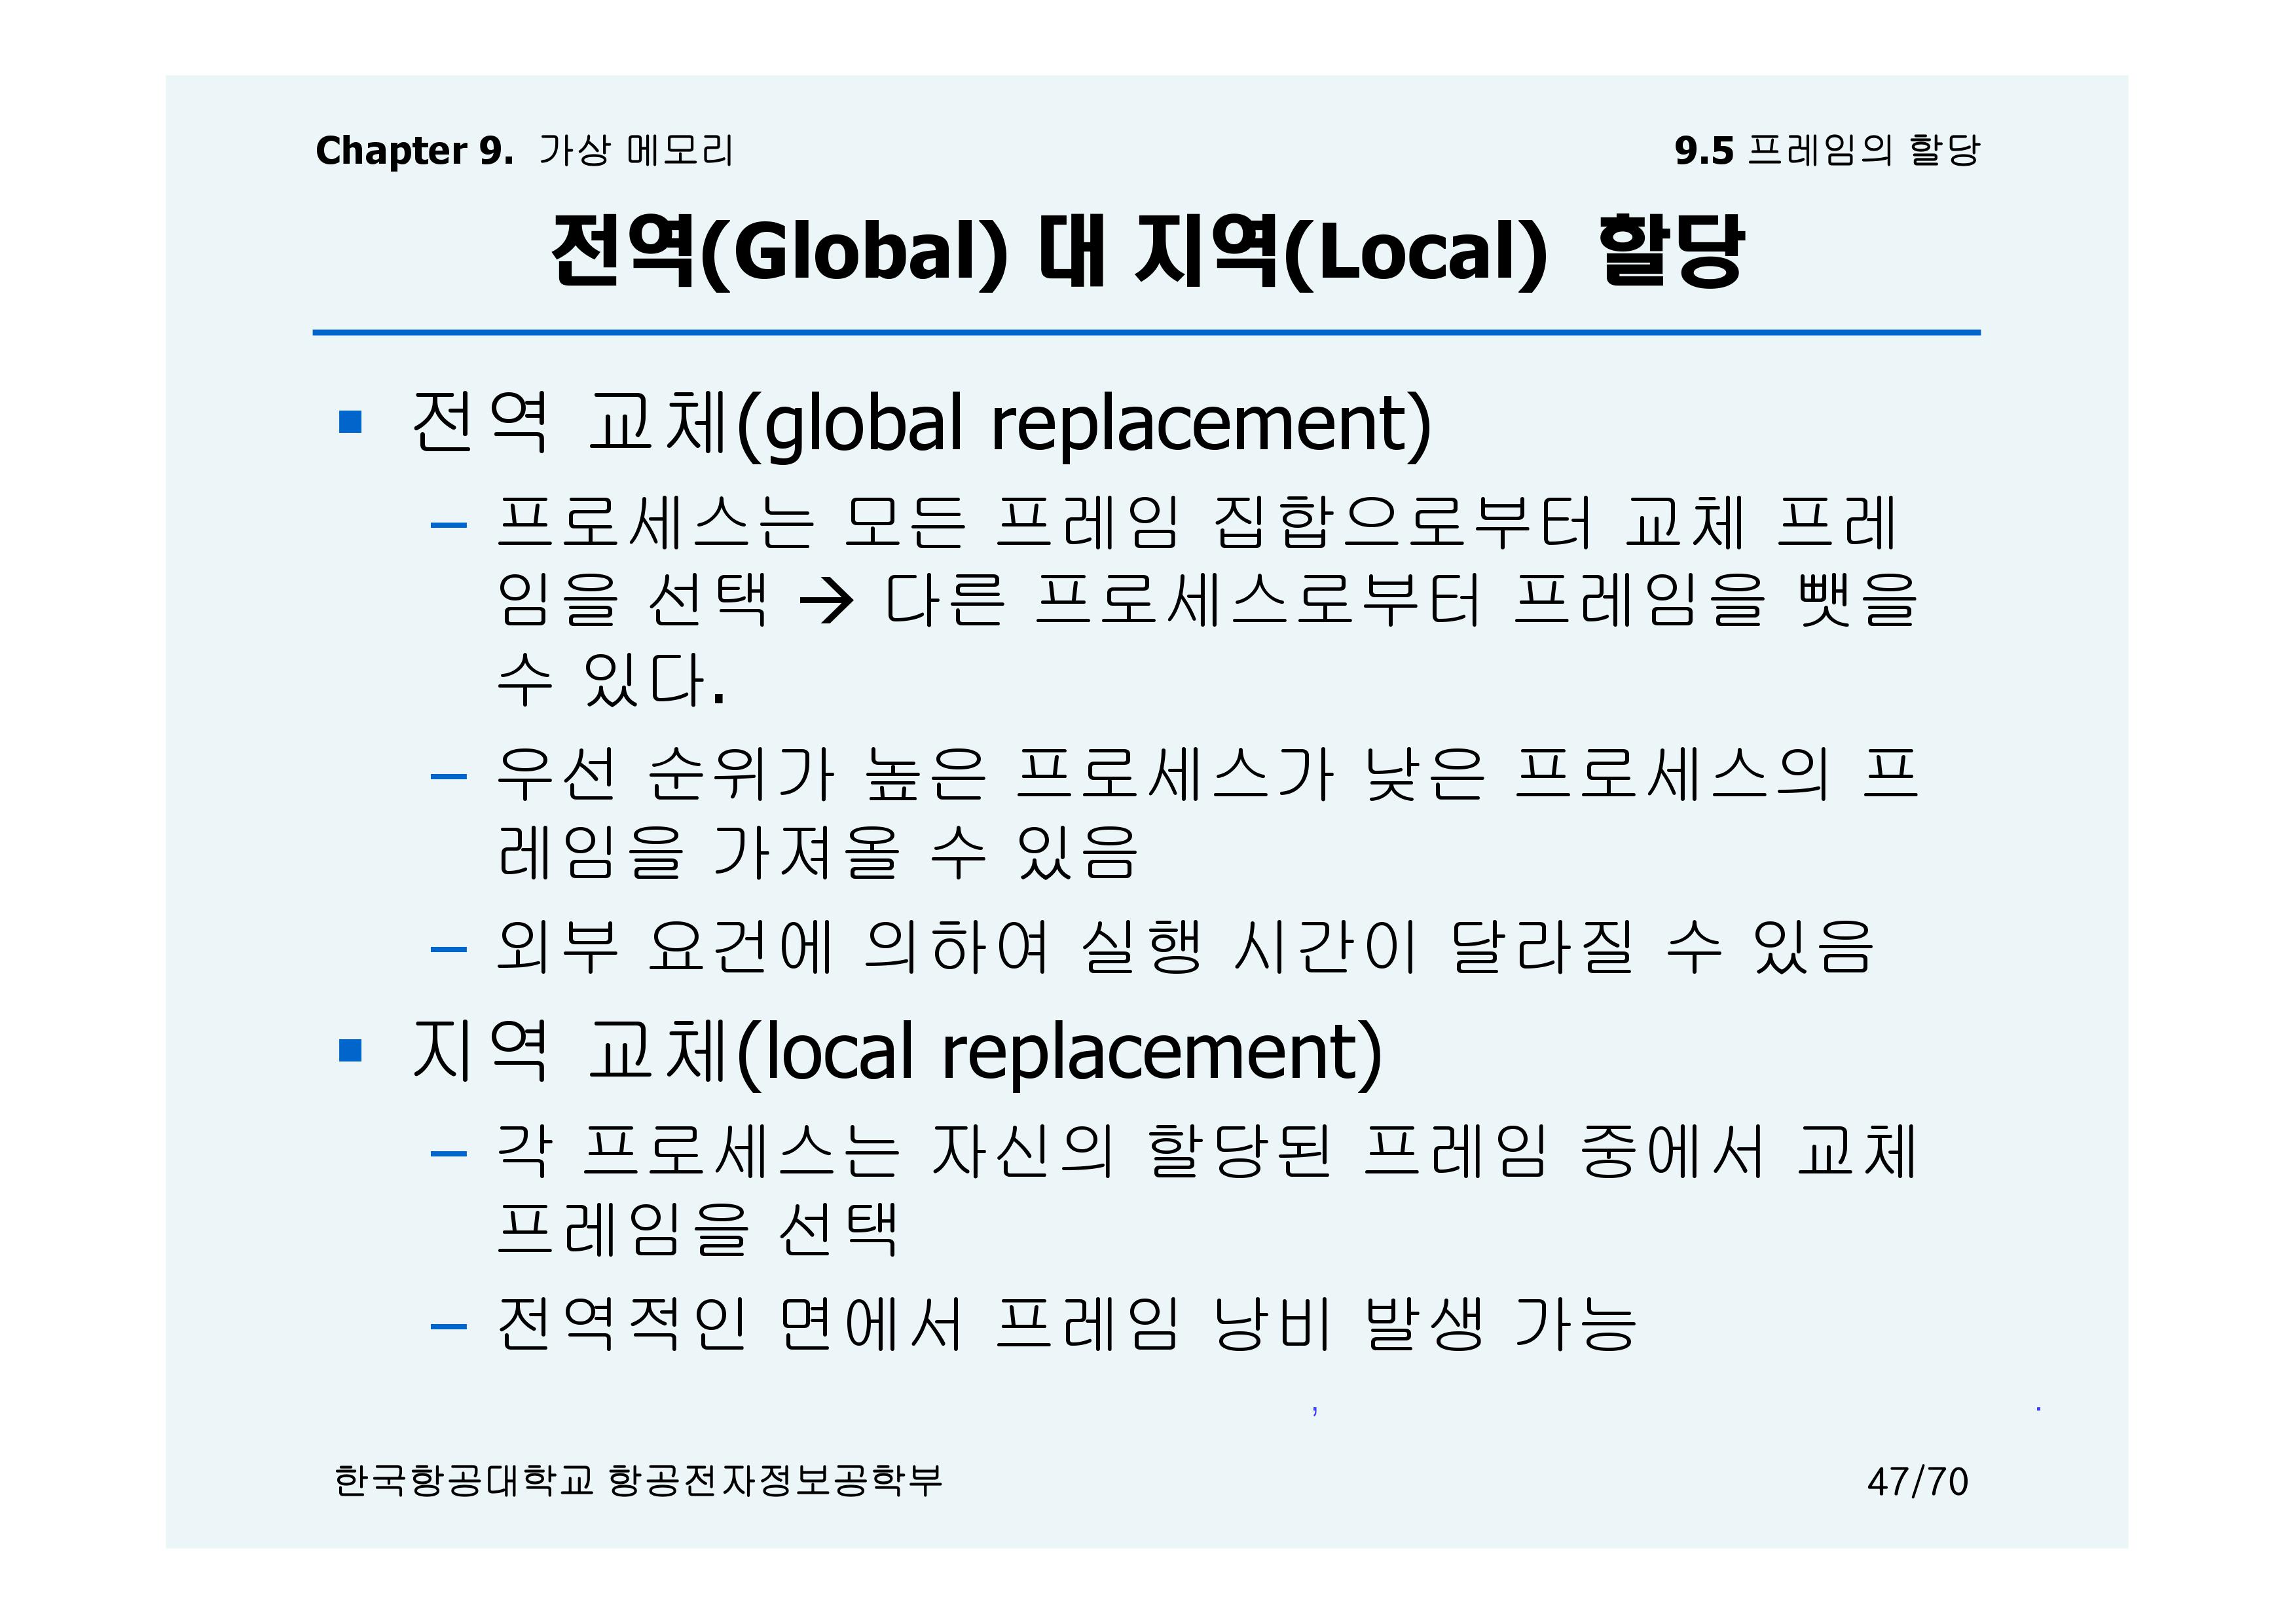 Chapter 9. 가상 메모리
9.5 프레임의 할당
전역(Global) 대 지역(Local) 할당
▪ 전역 교체(global replacement)
– 프로세스는 모든 프레임 집합으로부터 교체 프레
임을 선택 → 다른 프로세스로부터 프레임을 뺏을
수 있다.
– 우선 순위가 높은 프로세스가 낮은 프로세스의 프
레임을 가져올 수 있음
– 외부 요건에 의하여 실행 시간이 달라질 수 있음
▪ 지역 교체(local replacement)
– 각 프로세스는 자신의 할당된 프레임 중에서 교체
프레임을 선택
– 전역적인 면에서 프레임 낭비 발생 가능
, .
한국항공대학교 항공전자정보공학부
47/70